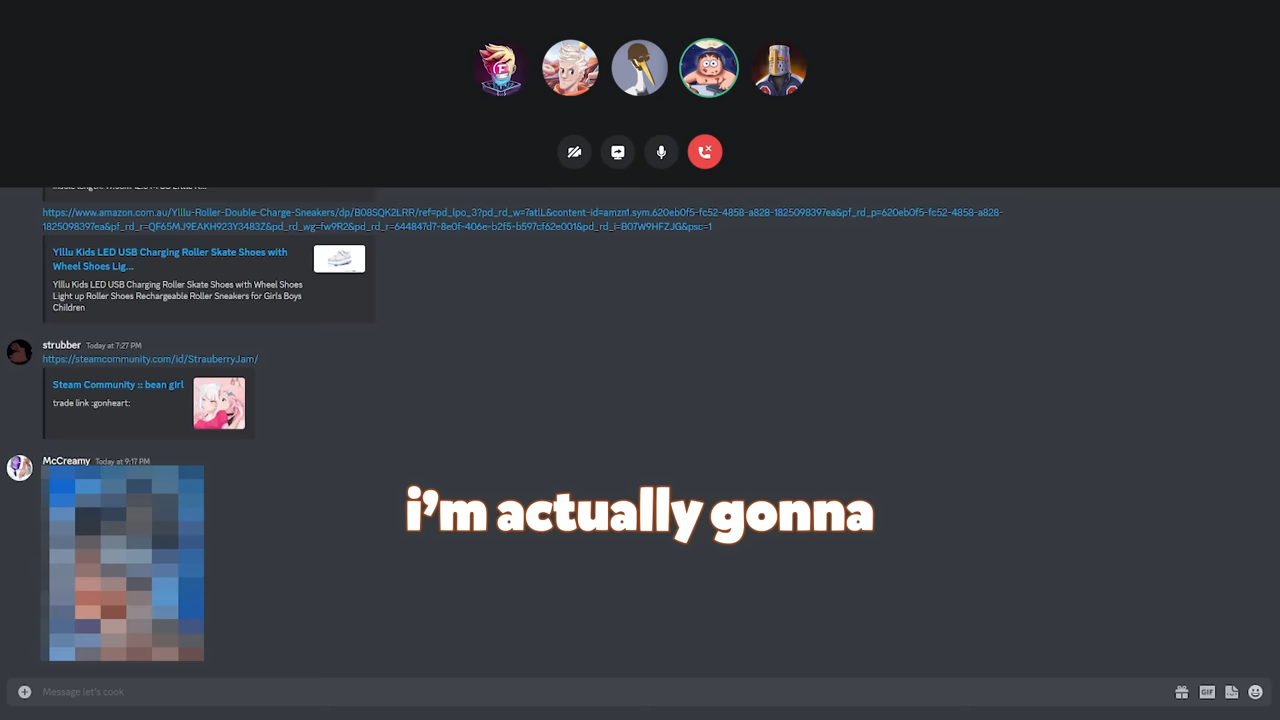 https://www.amazon.com.au/Ylllu-Roller-Double-Charge-Sneakers/dp/B08SQK2LRR/ref=pd_lpo_3?pd_rd_w=7atlL&content-id=amzn1.sym.620eb0f5-fc52-4858-a828-1825098397ea&pf_rd_p=620eb0f5-fc52-4858-a828-
1825098397ea&pf_rd_r=QF65MJ9EAKH923Y3483Z&pd_rd_wg=fw9R2&pd_rd_r=644847d7-8e0f-406e-b2f5-b597cf62e001&pd_rd_i=B07W9HFZJG&psc=1
Ylllu Kids LED USB Charging Roller Skate Shoes with
Wheel Shoes Lig...
Ylllu Kids LED USB Charging Roller Skate Shoes with Wheel Shoes
Light up Roller Shoes Rechargeable Roller Sneakers for Girls Boys
Children
strubber Today at 7:27 PM
https://steamcommunity.com/id/StrauberryJam/
Steam Community :: bean girl
trade link :gonheart:
McCreamy Today at 9:17 PM
i'm actually gonna
Message let's cook
GIF